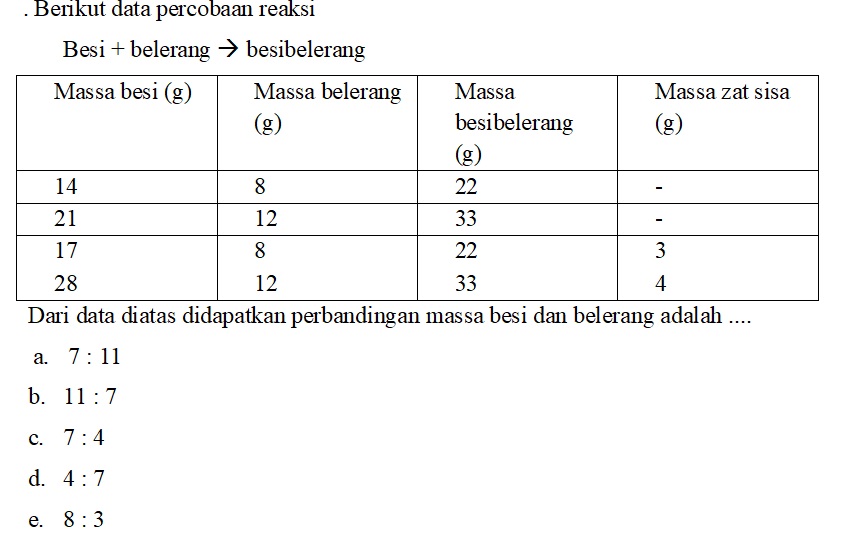 . Berikut data percobaan reaksi
Besi + belerang → besibelerang
Massa besi (g) Massa belerang (g) Massa besibelerang (g) Massa zat sisa (g)
14 8 22 -
21 12 33 -
17 8 22 3
28 12 33 4
Dari data diatas didapatkan perbandingan massa besi dan belerang adalah ....
a. 7 : 11
b. 11 : 7
c. 7 : 4
d. 4 : 7
e. 8 : 3